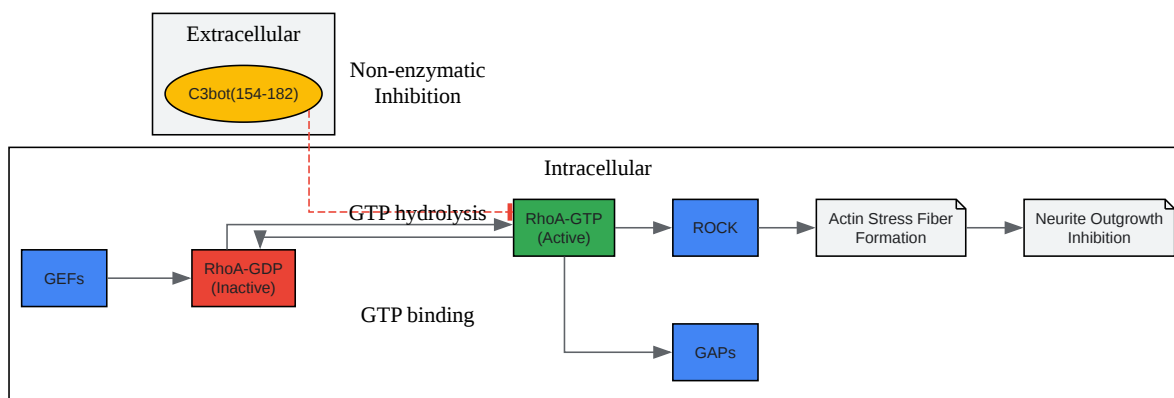 Extracellular
C3bot(154-182)
Non-enzymatic
Inhibition
Intracellular
GTP hydrolysis
RhoA-GTP
(Active)
ROCK
Actin Stress Fiber
Formation
Neurite Outgrowth
Inhibition
GEFs
RhoA-GDP
(Inactive)
GTP binding
GAPs